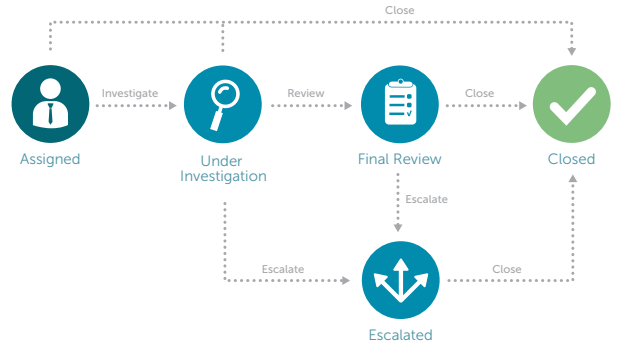 Close
Investigate
Review
Close
Assigned
Under
Investigation
Final Review
Closed
Escalate
Escalate
Close
Escalated